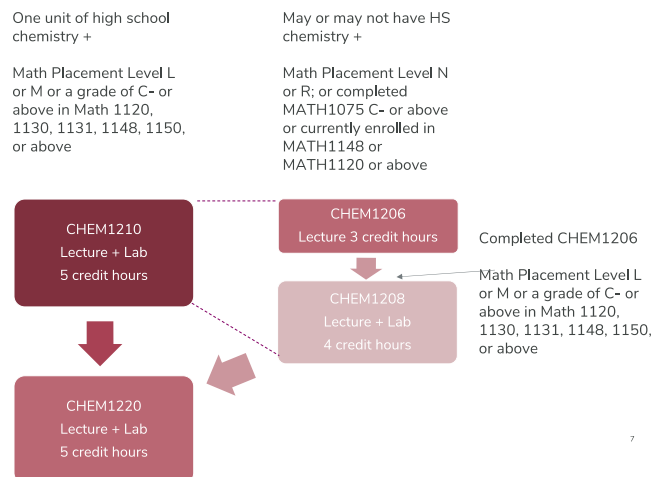 One unit of high school
chemistry +
Math Placement Level L
or M or a grade of C- or
above in Math 1120,
1130, 1131, 1148, 1150,
or above
May or may not have HS
chemistry +
Math Placement Level N
or R; or completed
MATH1075 C- or above
or currently enrolled in
MATH1148 or
MATH1120 or above
CHEM1210
Lecture + Lab
5 credit hours
CHEM1206
Lecture 3 credit hours
CHEM1208
Lecture + Lab
4 credit hours
Completed CHEM1206
Math Placement Level L
or M or a grade of C- or
above in Math 1120,
1130, 1131, 1148, 1150,
or above
CHEM1220
Lecture + Lab
5 credit hours
7